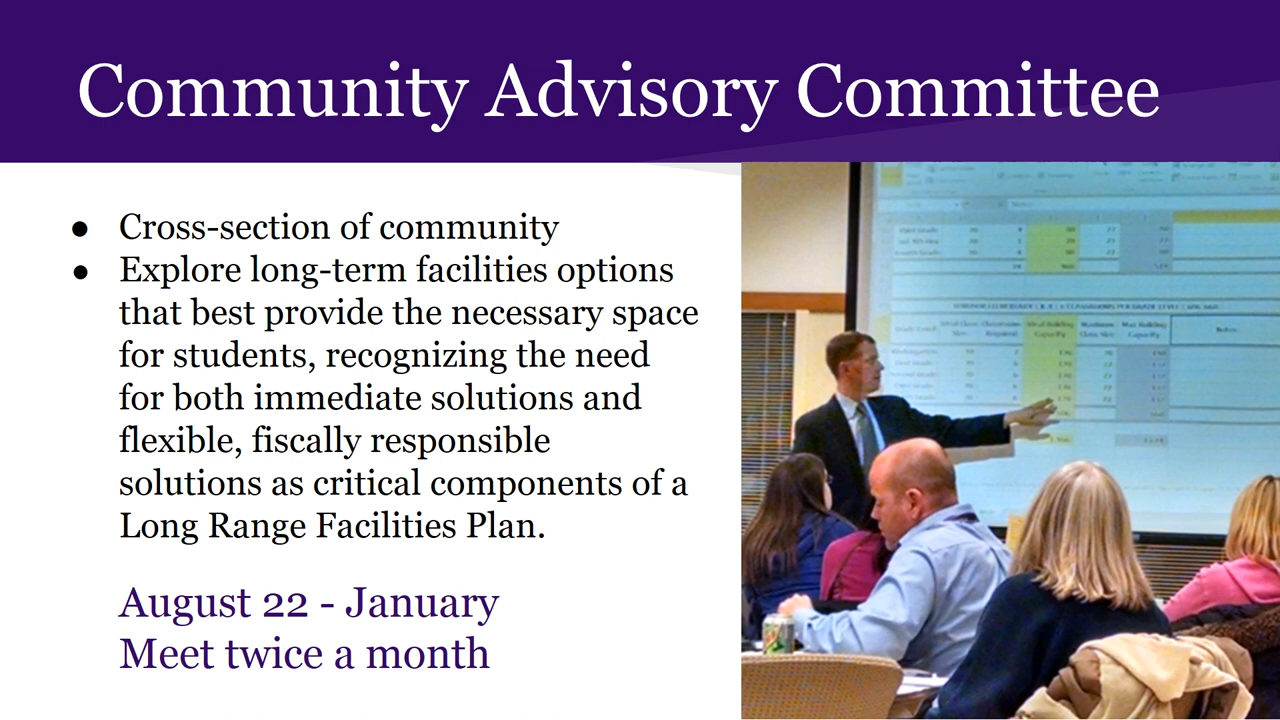 Community Advisory Committee
● Cross-section of community
● Explore long-term facilities options
that best provide the necessary space
for students, recognizing the need
for both immediate solutions and
flexible, fiscally responsible
solutions as critical components of a
Long Range Facilities Plan.
August 22 - January
Meet twice a month